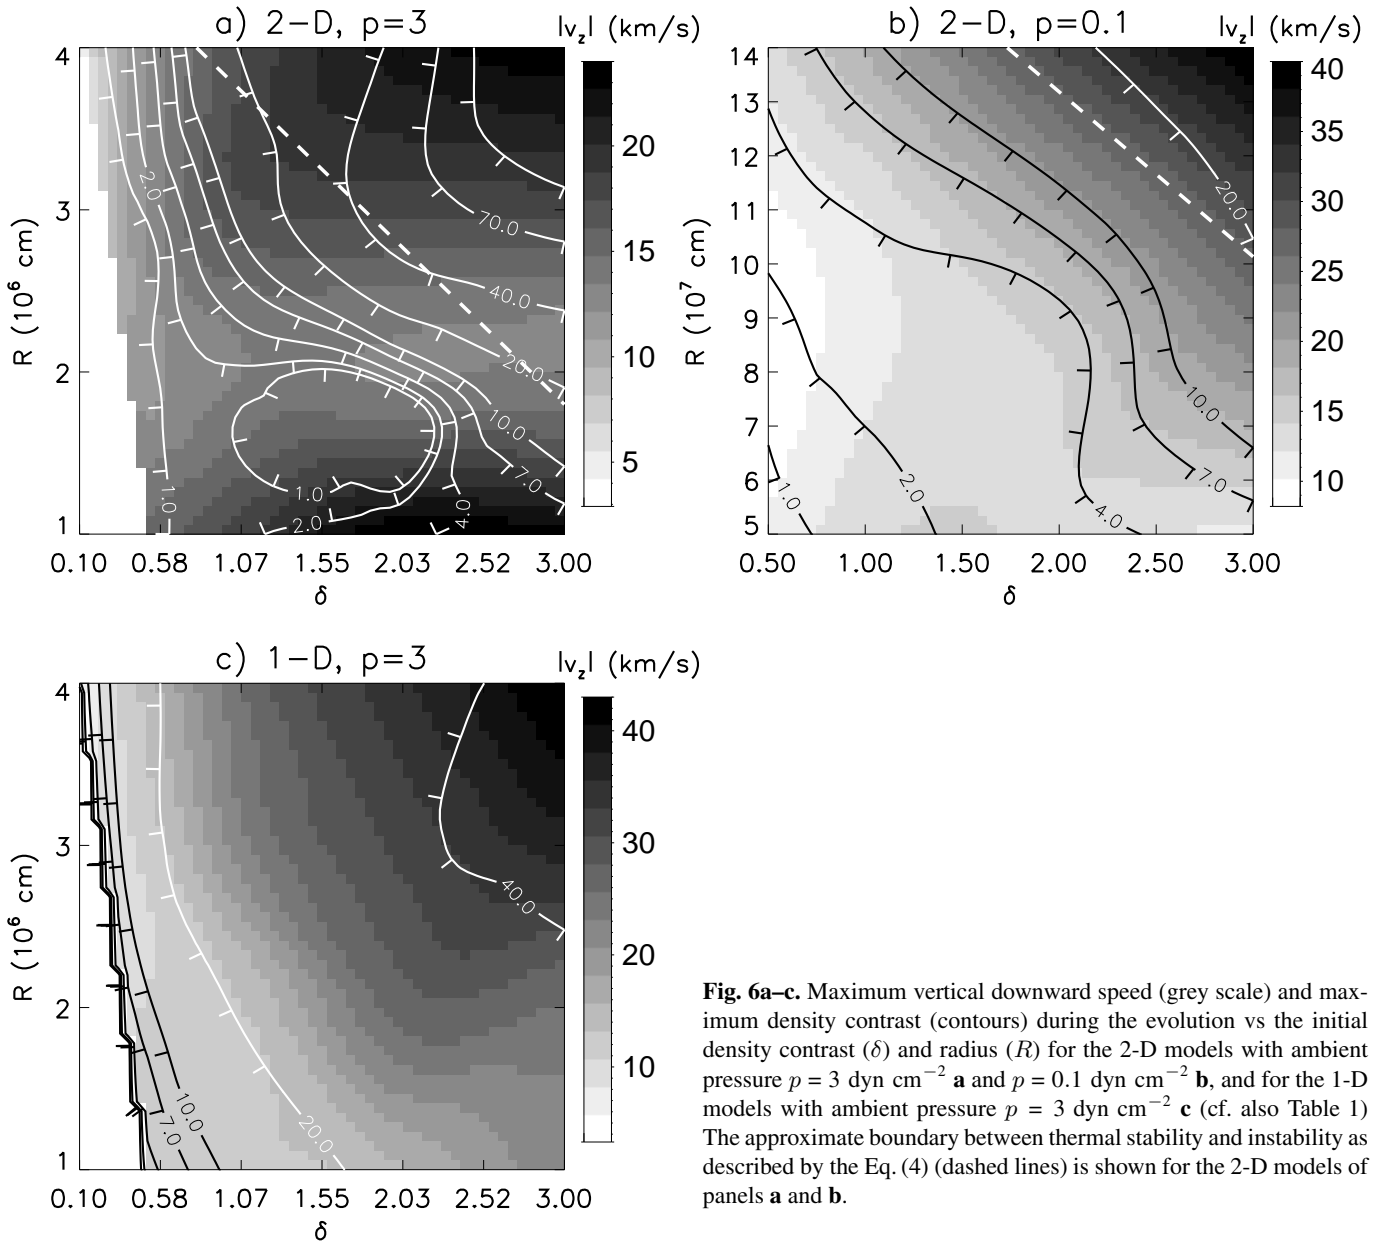 a) 2-D, p=3
|vz| (km/s)
4
3
2
1
R (10^6 cm)
0.10 0.58 1.07 1.55 2.03 2.52 3.00
δ
2.0
1.0
1.0
2.0
4.0
7.0
10.0
20.0
40.0
70.0
20
15
10
5
b) 2-D, p=0.1
|vz| (km/s)
14
13
12
11
10
9
8
7
6
5
R (10^7 cm)
0.50 1.00 1.50 2.00 2.50 3.00
δ
1.0
2.0
4.0
7.0
10.0
20.0
40
35
30
25
20
15
10
c) 1-D, p=3
|vz| (km/s)
4
3
2
1
R (10^6 cm)
0.10 0.58 1.07 1.55 2.03 2.52 3.00
δ
7.0
10.0
20.0
40.0
40
30
20
10
Fig. 6a–c. Maximum vertical downward speed (grey scale) and max-
imum density contrast (contours) during the evolution vs the initial
density contrast (δ) and radius (R) for the 2-D models with ambient
pressure p = 3 dyn cm−2 a and p = 0.1 dyn cm−2 b, and for the 1-D
models with ambient pressure p = 3 dyn cm−2 c (cf. also Table 1)
The approximate boundary between thermal stability and instability as
described by the Eq. (4) (dashed lines) is shown for the 2-D models of
panels a and b.